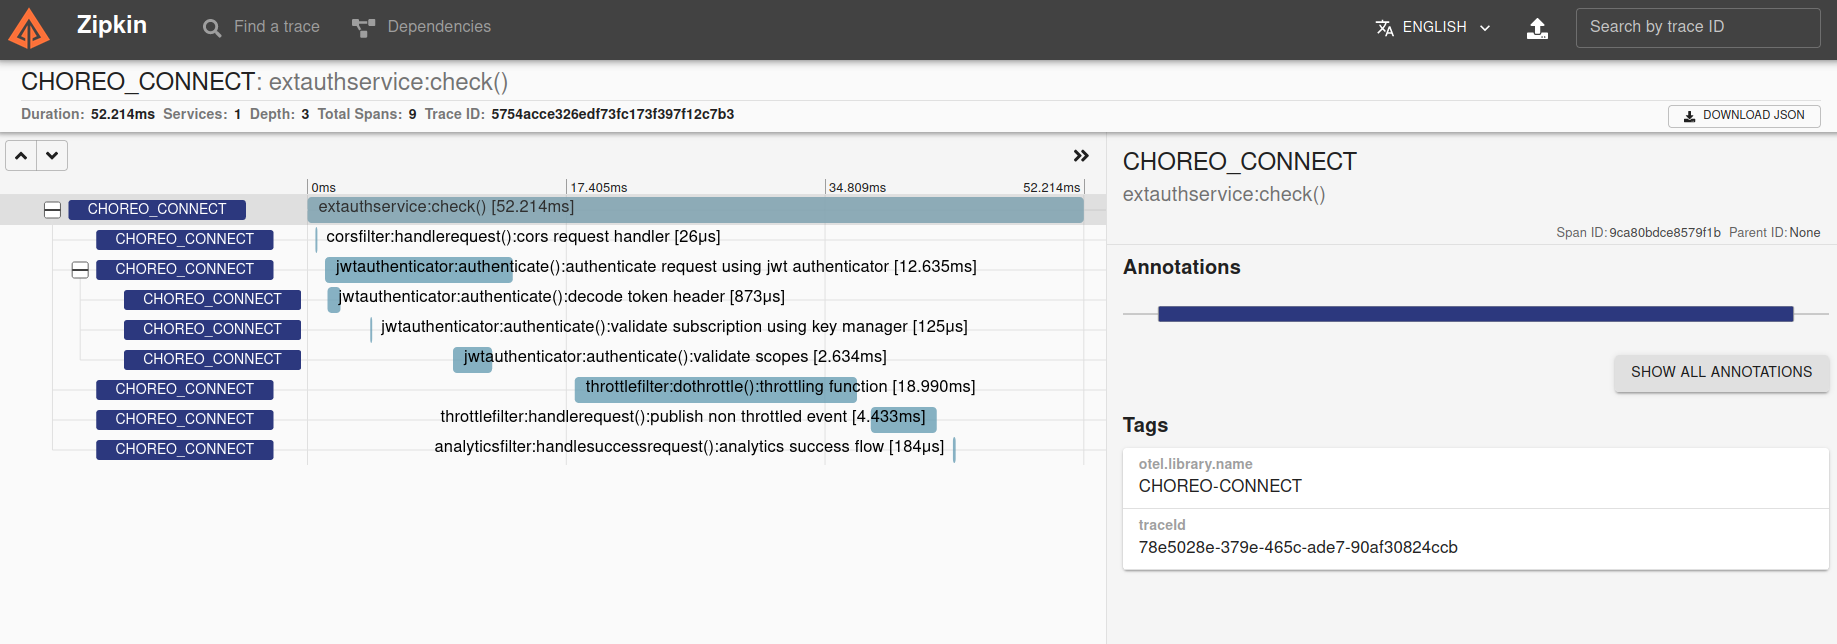 Zipkin
Find a trace
Dependencies
ENGLISH
Search by trace ID
CHOREO_CONNECT: extauthservice:check()
Duration: 52.214ms Services: 1 Depth: 3 Total Spans: 9 Trace ID: 5754acce326edf73fc173f397f12c7b3
DOWNLOAD JSON
0ms 17.405ms 34.809ms 52.214ms
CHOREO_CONNECT extauthservice:check() [52.214ms]
CHOREO_CONNECT corsfilter:handlerequest():cors request handler [26μs]
CHOREO_CONNECT jwtauthenticator:authenticate():authenticate request using jwt authenticator [12.635ms]
CHOREO_CONNECT jwtauthenticator:authenticate():decode token header [873μs]
CHOREO_CONNECT jwtauthenticator:authenticate():validate subscription using key manager [125μs]
CHOREO_CONNECT jwtauthenticator:authenticate():validate scopes [2.634ms]
CHOREO_CONNECT throttlefilter:dothrottle():throttling function [18.990ms]
CHOREO_CONNECT throttlefilter:handlerequest():publish non throttled event [4.433ms]
CHOREO_CONNECT analyticsfilter:handlesuccessrequest():analytics success flow [184μs]
CHOREO_CONNECT
extauthservice:check()
Span ID: 9ca80bdce8579f1b Parent ID: None
Annotations
SHOW ALL ANNOTATIONS
Tags
otel.library.name
CHOREO-CONNECT
traceId
78e5028e-379e-465c-ade7-90af30824ccb